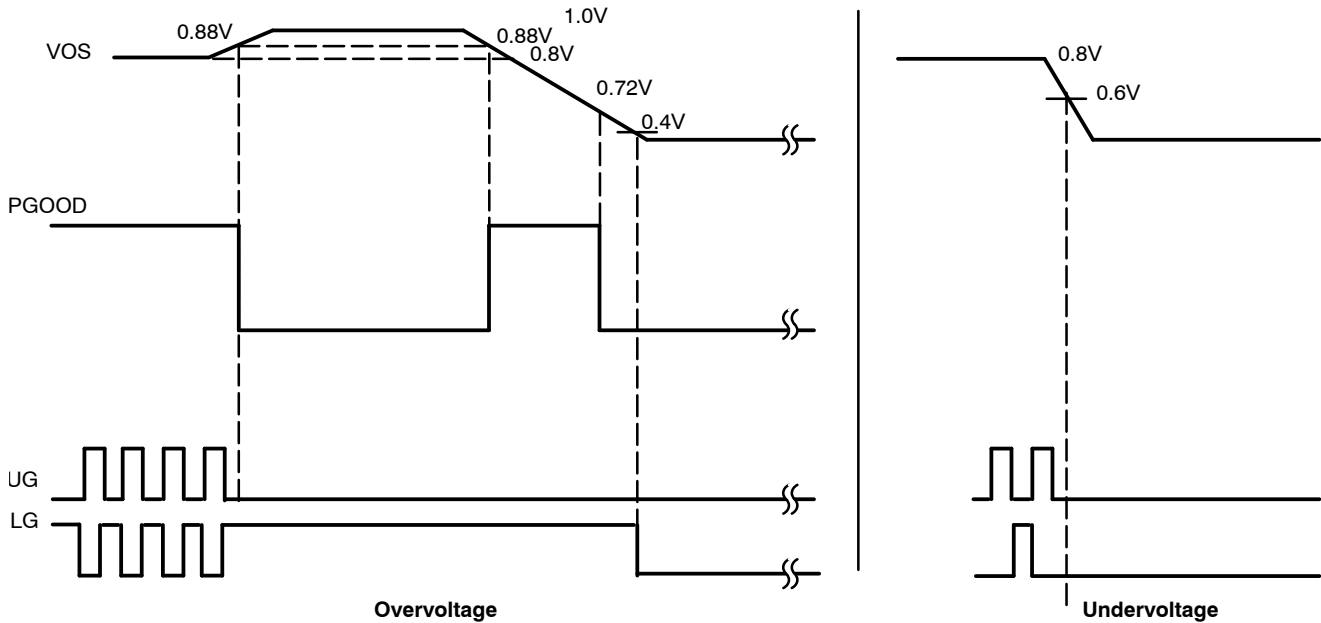 1.0V
0.88V
0.88V
VOS
0.8V
0.72V
0.4V
PGOOD
UG
LG
Overvoltage
0.8V
0.6V
Undervoltage